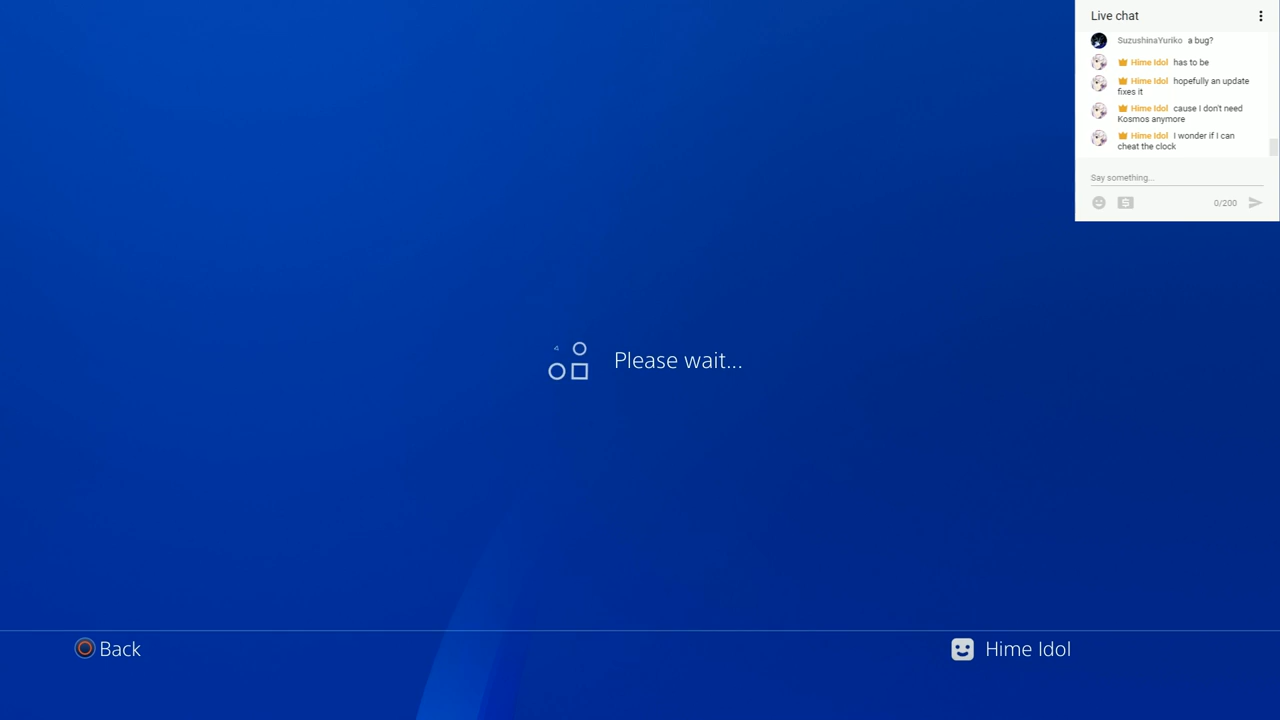 Live chat
SuzushinaYuriko a bug?
Hime Idol has to be
Hime Idol hopefully an update
fixes it
Hime Idol cause I don't need
Kosmos anymore
Hime Idol I wonder if I can
cheat the clock
Say something...
0/200
Please wait...
Back
Hime Idol